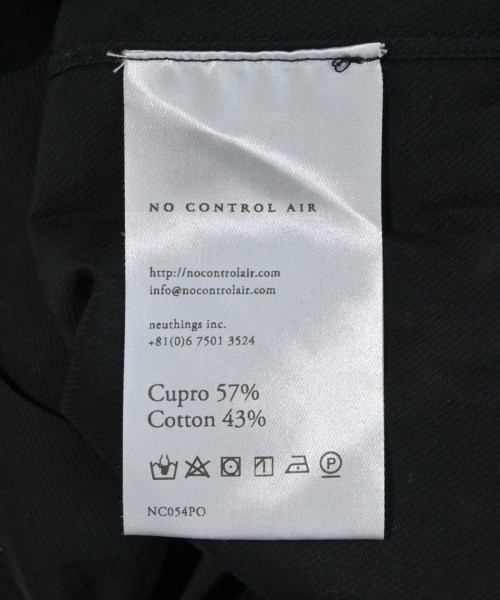 NO CONTROL AIR
http://nocontrolair.com
info@nocontrolair.com
neuthings inc.
+81(0)6 7501 3524
Cupro 57%
Cotton 43%
P
NC054PO